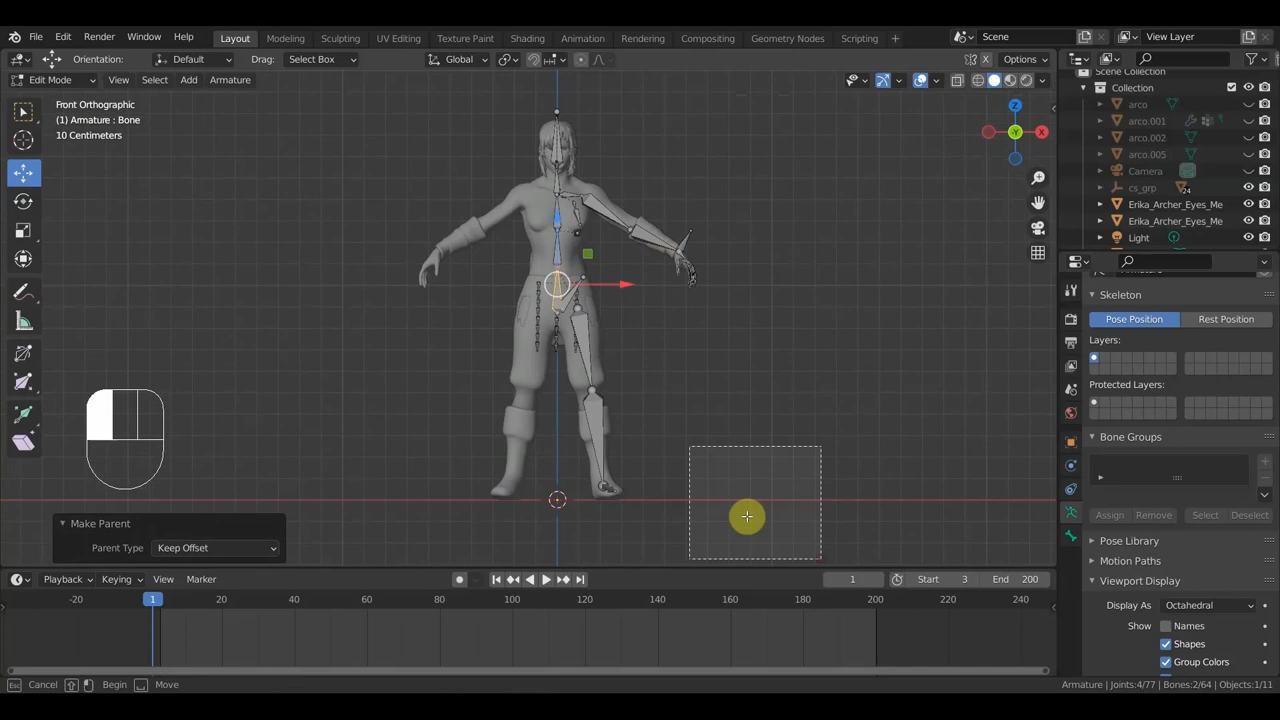 File Edit Render Window Help Layout Modeling Sculpting UV Editing Texture Paint Shading Animation Rendering Compositing Geometry Nodes Scripting + Scene View Layer
Orientation: Default Drag: Select Box Global X Options
Edit Mode View Select Add Armature
Front Orthographic
(1) Armature : Bone
10 Centimeters
Z
Y
X
Scene Collection
Collection
arco
arco.001
arco.002
arco.005
Camera
cs_grp 24
Erika_Archer_Eyes_Me
Erika_Archer_Eyes_Me
Light
Skeleton
Pose Position Rest Position
Layers:
Protected Layers:
Bone Groups
Assign Remove Select Deselect
Pose Library
Motion Paths
Viewport Display
Display As Octahedral
Show Names
Shapes
Group Colors
Make Parent
Parent Type Keep Offset
Playback Keying View Marker 1 Start 3 End 200
-20 1 20 40 60 80 100 120 140 160 180 200 220 240
Esc Cancel Begin Move Armature | Joints:4/77 | Bones:2/64 | Objects:1/11